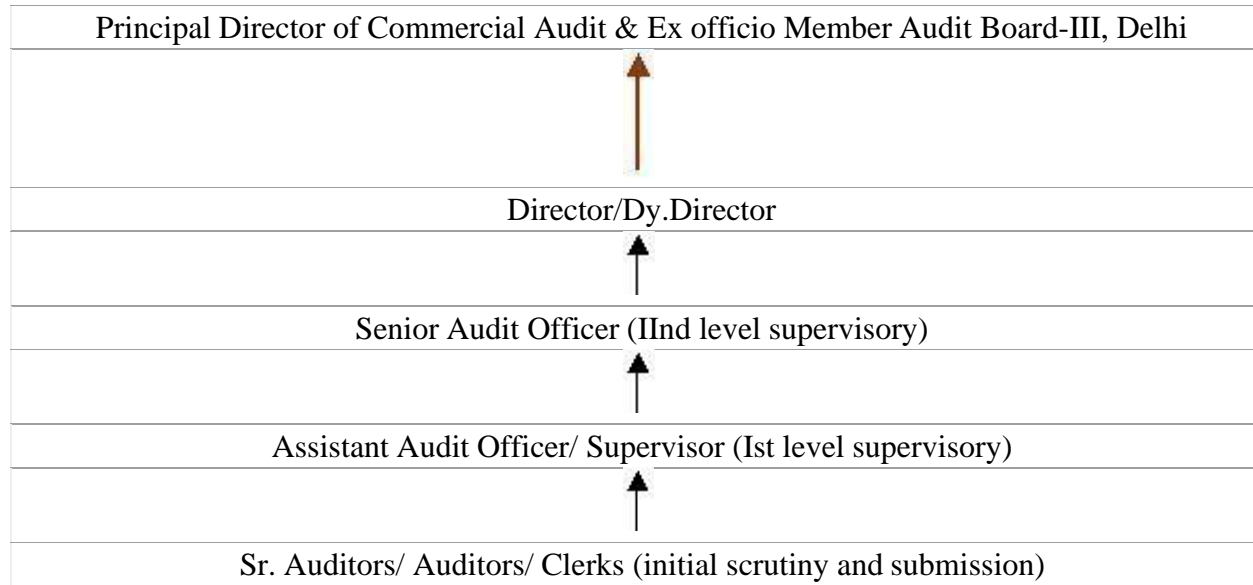 Principal Director of Commercial Audit & Ex officio Member Audit Board-III, Delhi
Director/Dy.Director
Senior Audit Officer (IInd level supervisory)
Assistant Audit Officer/ Supervisor (Ist level supervisory)
Sr. Auditors/ Auditors/ Clerks (initial scrutiny and submission)